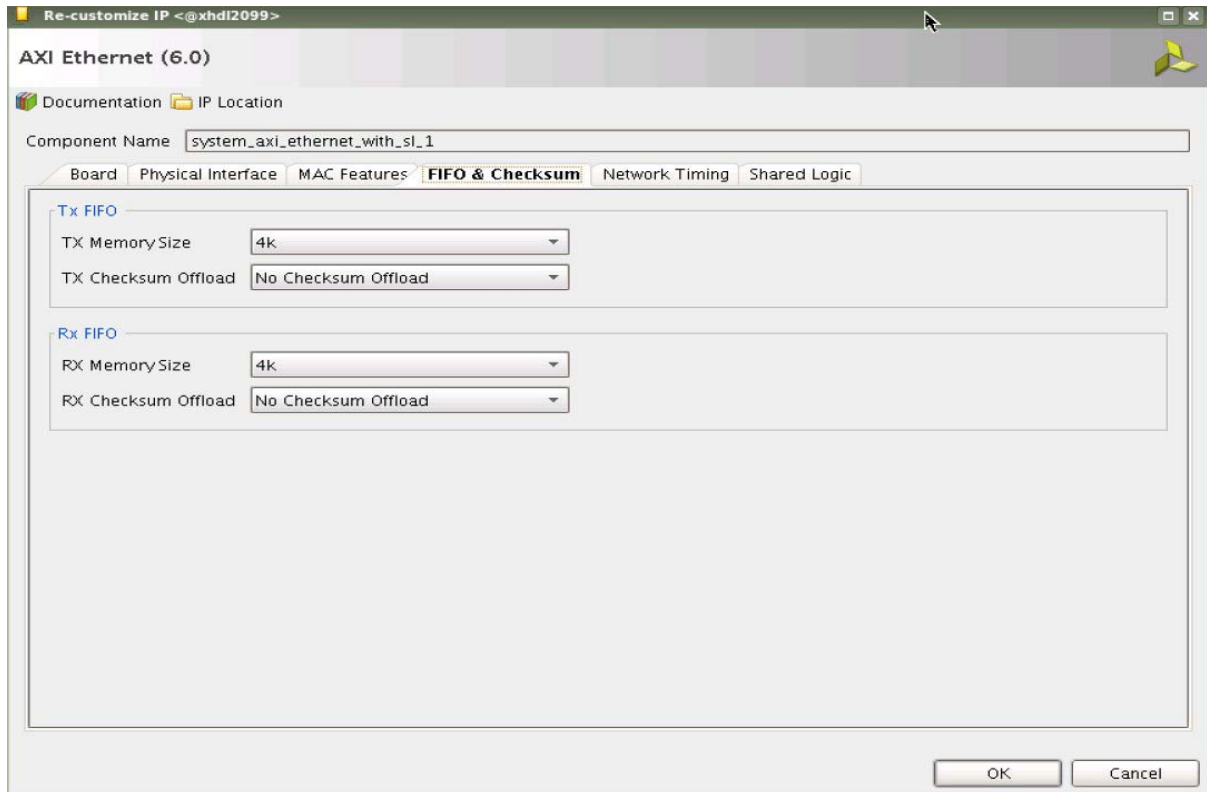 Re-customize IP <@xhdl2099>
AXI Ethernet (6.0)
Documentation IP Location
Component Name system_axi_ethernet_with_sl_1
Board Physical Interface MAC Features FIFO & Checksum Network Timing Shared Logic
Tx FIFO
TX Memory Size 4k
TX Checksum Offload No Checksum Offload
Rx FIFO
RX Memory Size 4k
RX Checksum Offload No Checksum Offload
OK Cancel